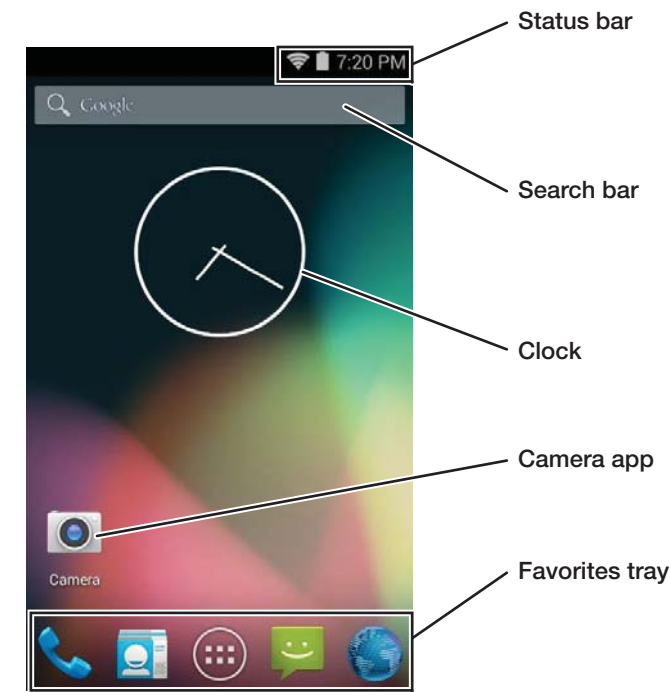 Status bar
7:20 PM
Google
Search bar
Clock
Camera app
Camera
Favorites tray